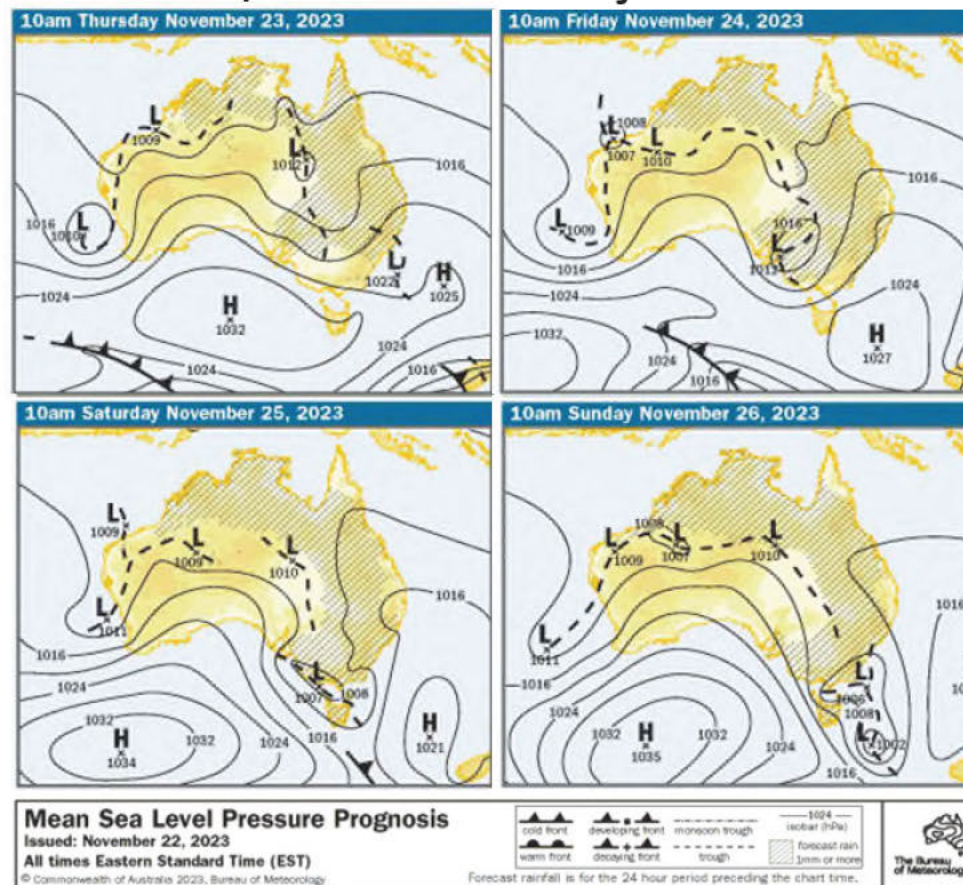 10am Thursday November 23, 2023
L
1009
L
1012
1016
1016
L
1010
L
1022
H
1025
1024
H
1032
1024
1024
1016
10am Friday November 24, 2023
L
1008
1007
L
1010
1016
L
1009
1016
L
1012
1016
1024
1024
1032
H
1027
1024
1016
10am Saturday November 25, 2023
L
1009
L
1009
L
1010
1016
L
1011
1016
L
1007
1008
1024
1032
H
1034
1032
1024
1016
H
1021
10am Sunday November 26, 2023
1008
L
1009
L
1007
L
1010
1016
L
1011
1016
L
1006
1008
1024
1032
H
1035
1032
1024
L
1002
1016
Mean Sea Level Pressure Prognosis
Issued: November 22, 2023
All times Eastern Standard Time (EST)
© Commonwealth of Australia 2023, Bureau of Meteorology
cold front
developing front
monsoon trough
1024
isobar (hPa)
warm front
decaying front
trough
forecast rain
1mm or more
Forecast rainfall is for the 24 hour period preceding the chart time.
The Bureau
of Meteorology